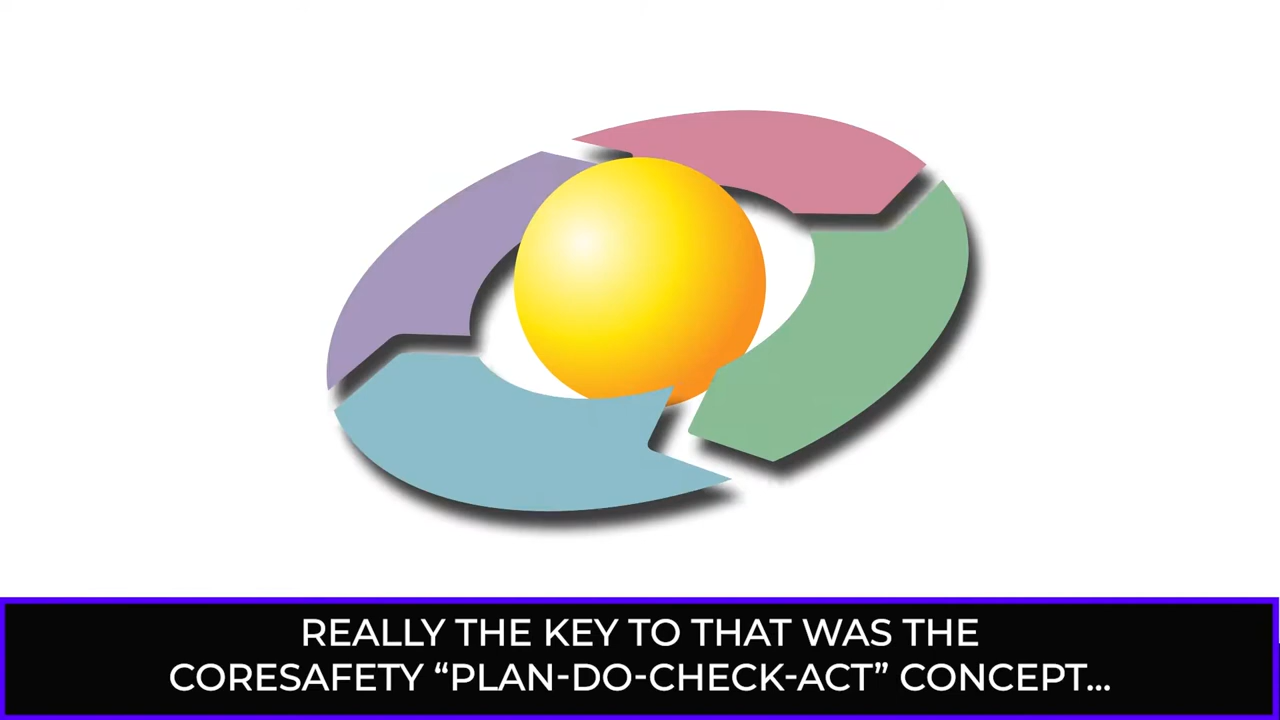 REALLY THE KEY TO THAT WAS THE
CORESAFETY “PLAN-DO-CHECK-ACT” CONCEPT...